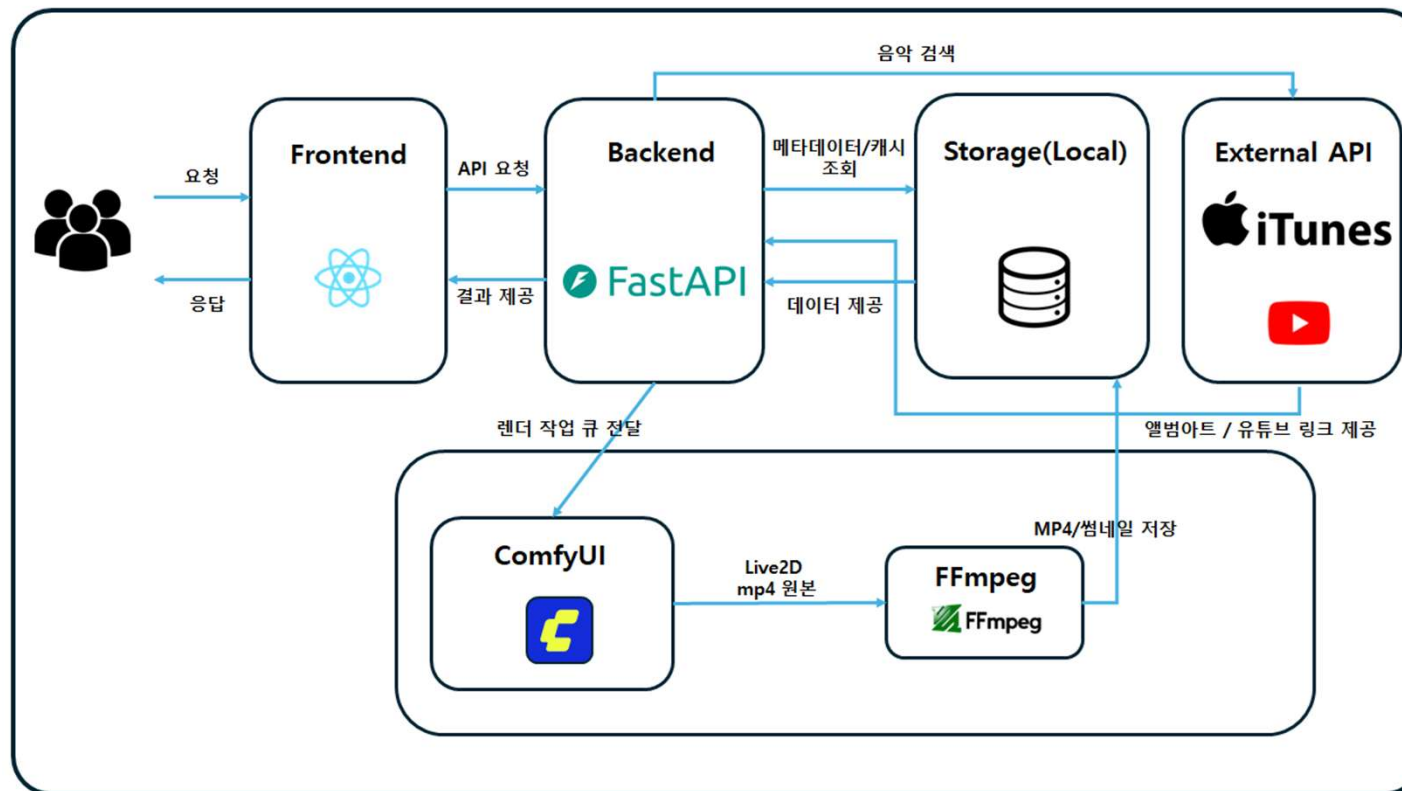 음악 검색
Frontend
Backend
Storage(Local)
External API
요청
API 요청
메타데이터/캐시
조회
iTunes
FastAPI
응답
결과 제공
데이터 제공
렌더 작업 큐 전달
앨범아트 / 유튜브 링크 제공
ComfyUI
Live2D
mp4 원본
MP4/썸네일 저장
FFmpeg
FFmpeg